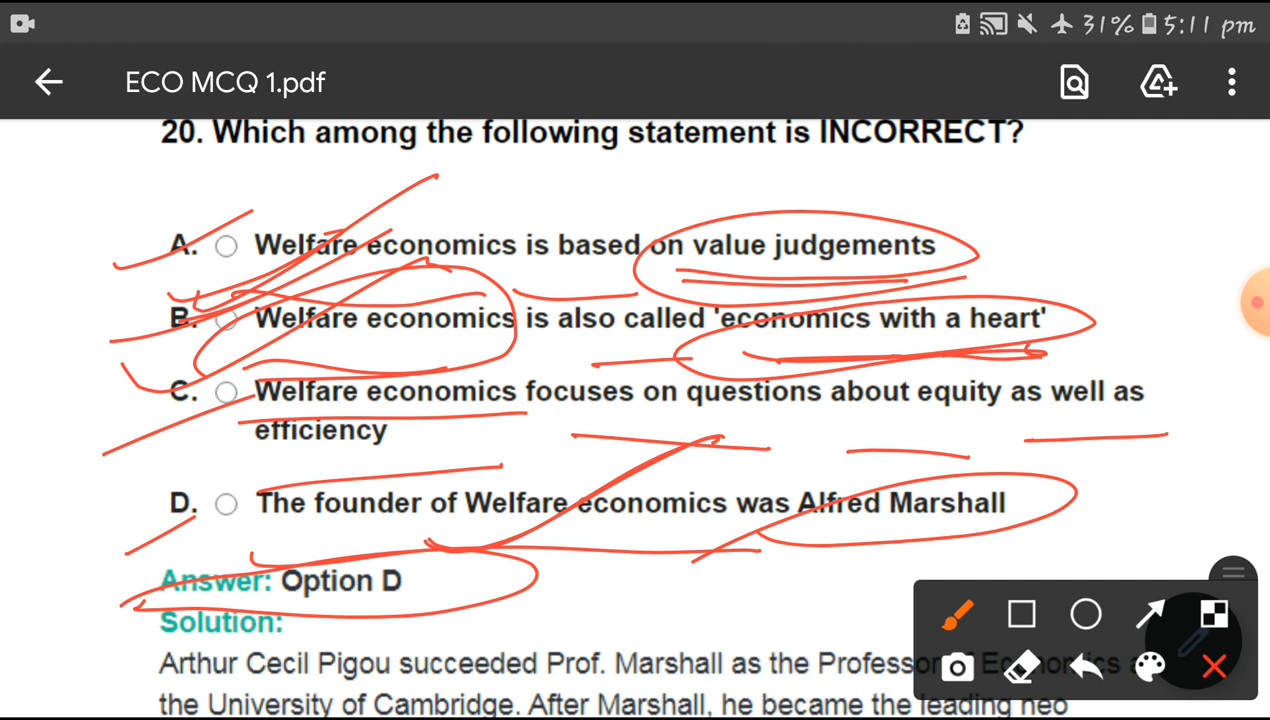 31% 5:11 pm
ECO MCQ 1.pdf
20. Which among the following statement is INCORRECT?
A. Welfare economics is based on value judgements
B. Welfare economics is also called 'economics with a heart'
C. Welfare economics focuses on questions about equity as well as
efficiency
D. The founder of Welfare economics was Alfred Marshall
Answer: Option D
Solution:
Arthur Cecil Pigou succeeded Prof. Marshall as the Professor of Economics
the University of Cambridge. After Marshall, he became the leading neo